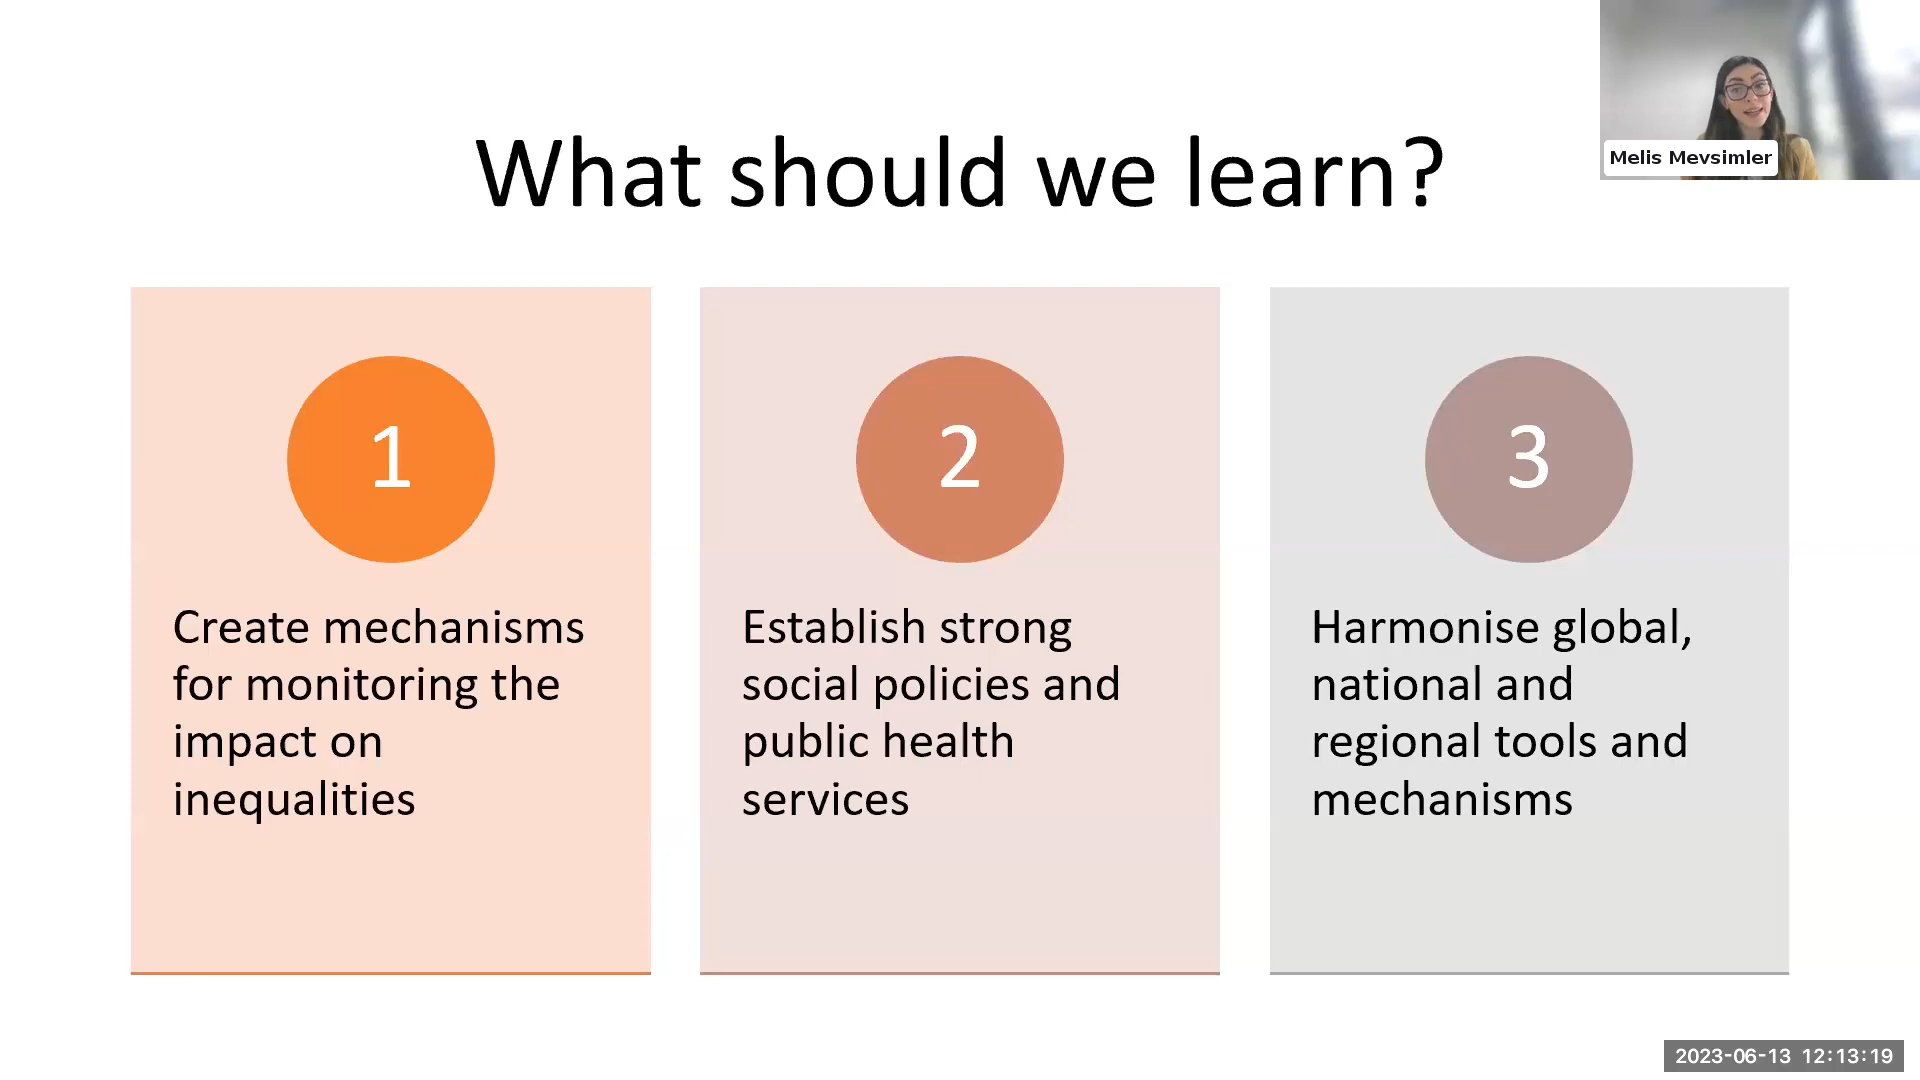 Melis Mevsimler
What should we learn?
1
Create mechanisms
for monitoring the
impact on
inequalities
2
Establish strong
social policies and
public health
services
3
Harmonise global,
national and
regional tools and
mechanisms
2023-06-13 12:13:19